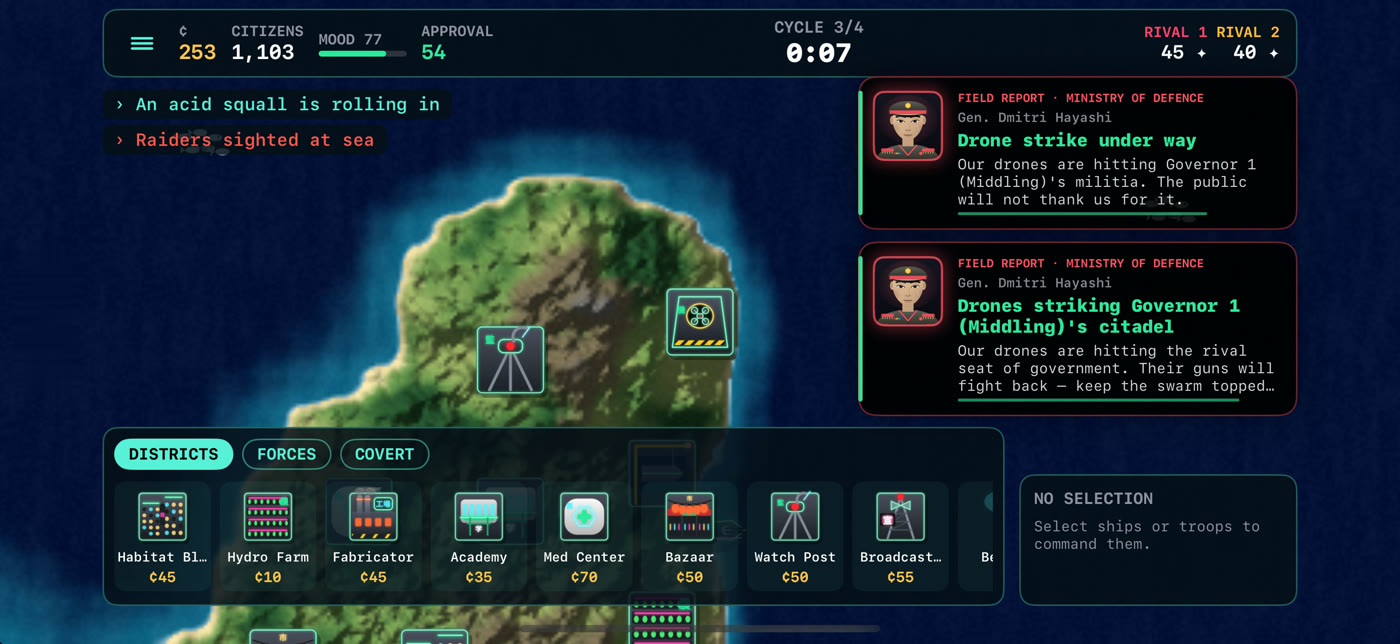 ¢
253
CITIZENS
1,103
MOOD 77
APPROVAL
54
CYCLE 3/4
0:07
RIVAL 1
45 ✦
RIVAL 2
40 ✦
› An acid squall is rolling in
› Raiders sighted at sea
FIELD REPORT · MINISTRY OF DEFENCE
Gen. Dmitri Hayashi
Drone strike under way
Our drones are hitting Governor 1
(Middling)'s militia. The public
will not thank us for it.
FIELD REPORT · MINISTRY OF DEFENCE
Gen. Dmitri Hayashi
Drones striking Governor 1
(Middling)'s citadel
Our drones are hitting the rival
seat of government. Their guns will
fight back — keep the swarm topped…
DISTRICTS
FORCES
COVERT
工場
Habitat Bl…
¢45
Hydro Farm
¢10
Fabricator
¢45
Academy
¢35
Med Center
¢70
Bazaar
¢50
Watch Post
¢50
Broadcast…
¢55
Be
NO SELECTION
Select ships or troops to
command them.